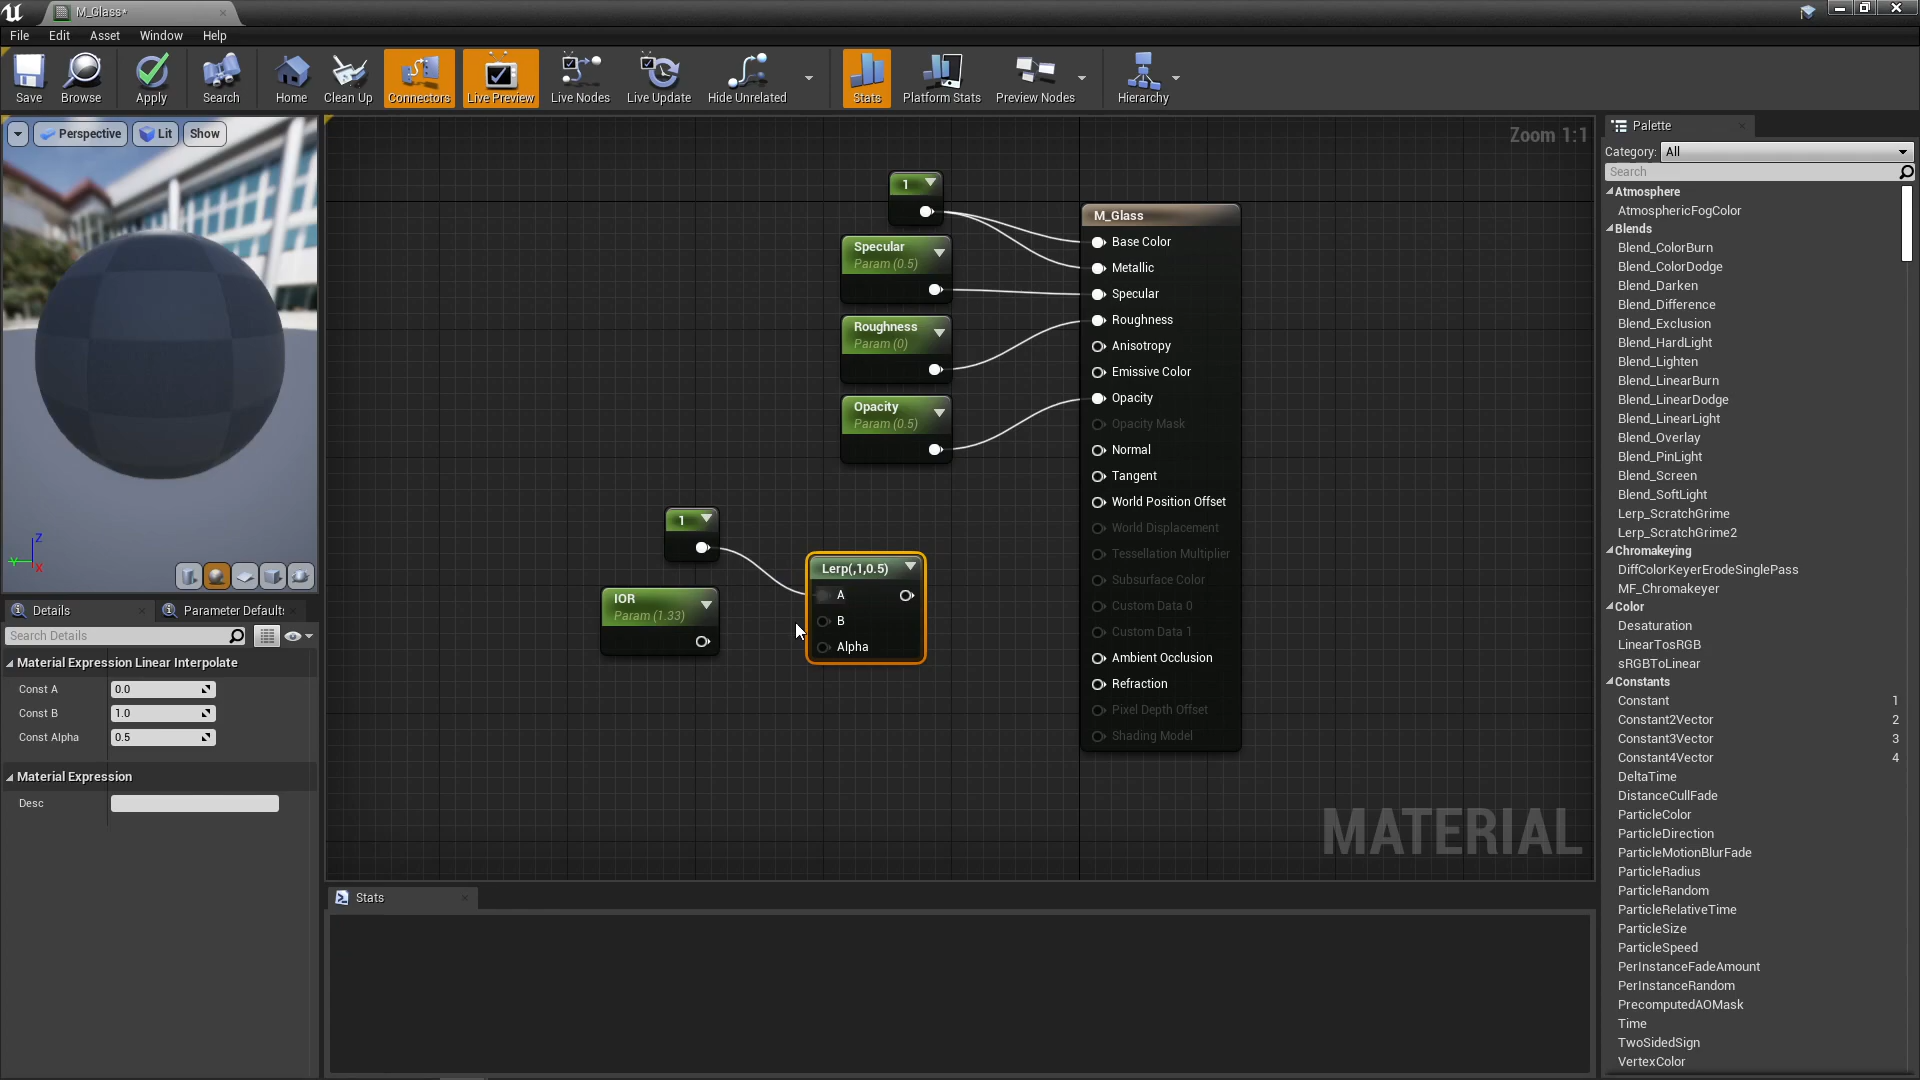 M_Glass*
File Edit Asset Window Help
Save Browse Apply Search Home Clean Up Connectors Live Preview Live Nodes Live Update Hide Unrelated Stats Platform Stats Preview Nodes Hierarchy
Perspective Lit Show
Z
Y
X
Details Parameter Defaults
Search Details
Material Expression Linear Interpolate
Const A 0.0
Const B 1.0
Const Alpha 0.5
Material Expression
Desc
Zoom 1:1
1
Specular
Param (0.5)
Roughness
Param (0)
Opacity
Param (0.5)
1
IOR
Param (1.33)
Lerp(,1,0.5)
A
B
Alpha
M_Glass
Base Color
Metallic
Specular
Roughness
Anisotropy
Emissive Color
Opacity
Opacity Mask
Normal
Tangent
World Position Offset
World Displacement
Tessellation Multiplier
Subsurface Color
Custom Data 0
Custom Data 1
Ambient Occlusion
Refraction
Pixel Depth Offset
Shading Model
MATERIAL
Stats
Palette
Category: All
Search
Atmosphere
AtmosphericFogColor
Blends
Blend_ColorBurn
Blend_ColorDodge
Blend_Darken
Blend_Difference
Blend_Exclusion
Blend_HardLight
Blend_Lighten
Blend_LinearBurn
Blend_LinearDodge
Blend_LinearLight
Blend_Overlay
Blend_PinLight
Blend_Screen
Blend_SoftLight
Lerp_ScratchGrime
Lerp_ScratchGrime2
Chromakeying
DiffColorKeyerErodeSinglePass
MF_Chromakeyer
Color
Desaturation
LinearTosRGB
sRGBToLinear
Constants
Constant 1
Constant2Vector 2
Constant3Vector 3
Constant4Vector 4
DeltaTime
DistanceCullFade
ParticleColor
ParticleDirection
ParticleMotionBlurFade
ParticleRadius
ParticleRandom
ParticleRelativeTime
ParticleSize
ParticleSpeed
PerInstanceFadeAmount
PerInstanceRandom
PrecomputedAOMask
Time
TwoSidedSign
VertexColor